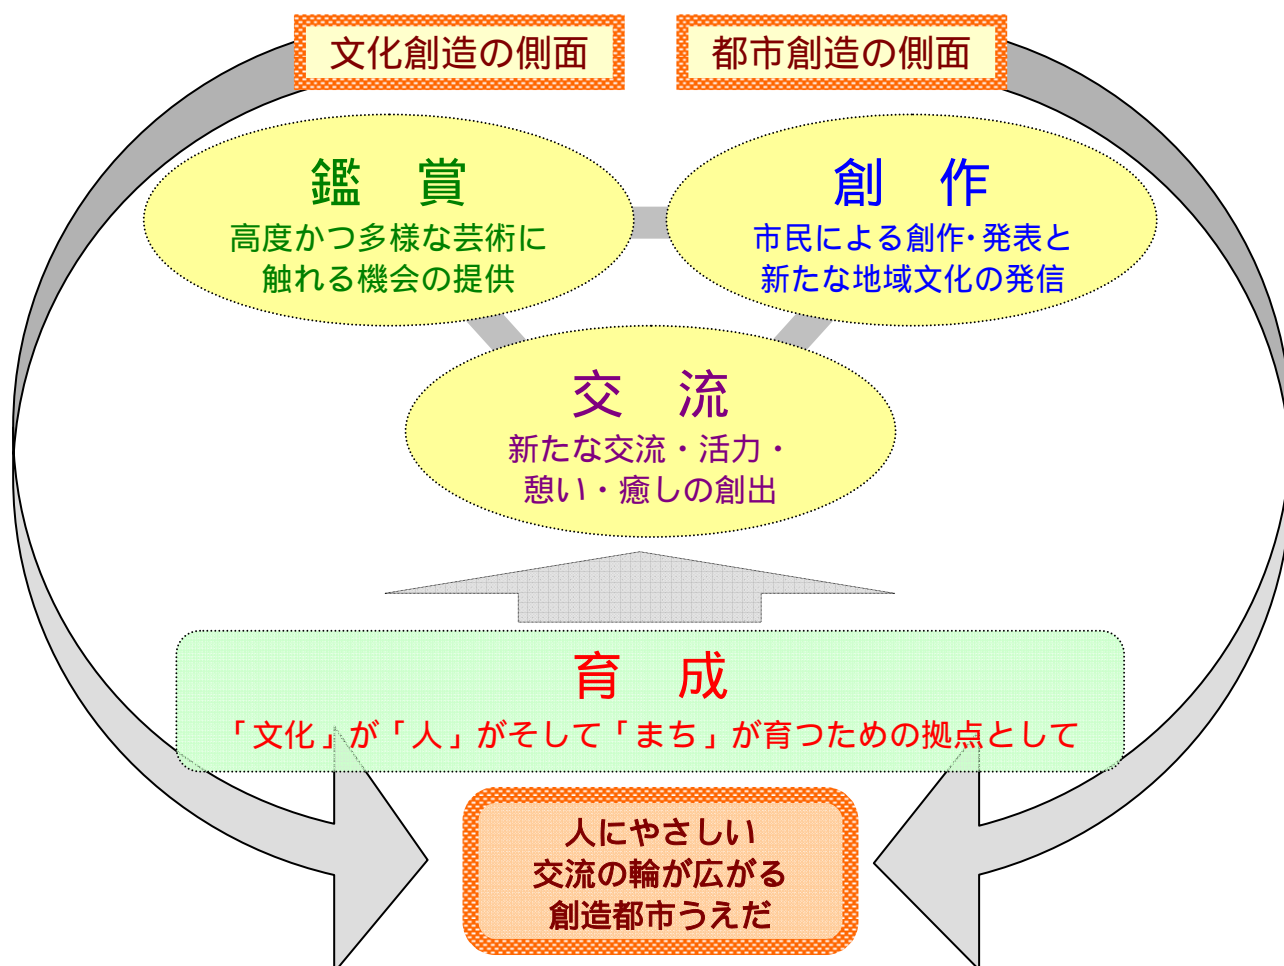 文化創造の側面
都市創造の側面
鑑　賞
高度かつ多様な芸術に
触れる機会の提供
創　作
市民による創作・発表と
新たな地域文化の発信
交　流
新たな交流・活力・
憩い・癒しの創出
育　成
「文化」が「人」がそして「まち」が育つための拠点として
人にやさしい
交流の輪が広がる
創造都市うえだ